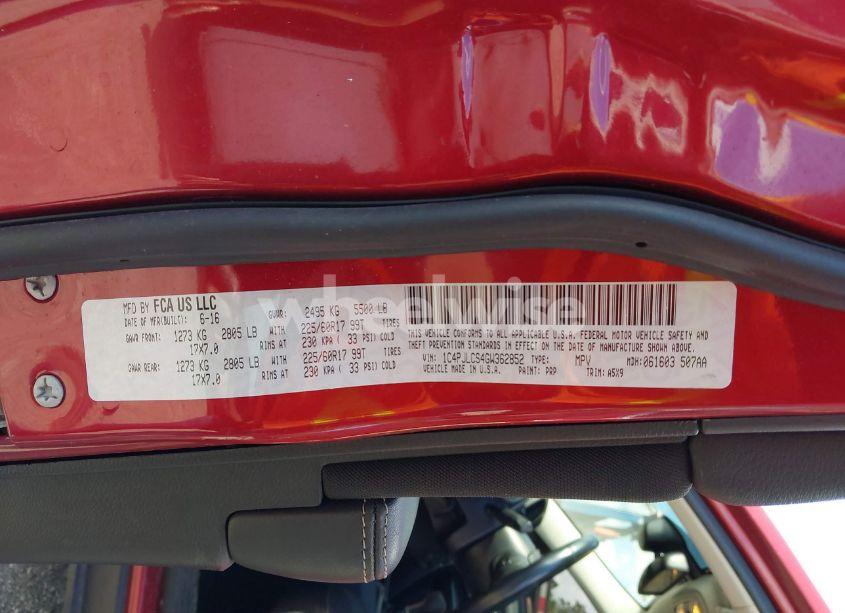 MFD BY FCA US LLC
DATE OF MFR(BUILT): 6-16 GVWR: 2495 KG 5500 LB
GAWR FRONT: 1273 KG 2805 LB WITH 225/60R17 99T TIRES
17X7.0 RIMS AT 230 KPA ( 33 PSI) COLD
GAWR REAR: 1273 KG 2805 LB WITH 225/60R17 99T TIRES
17X7.0 RIMS AT 230 KPA ( 33 PSI) COLD
THIS VEHICLE CONFORMS TO ALL APPLICABLE U.S.A. FEDERAL MOTOR VEHICLE SAFETY AND
THEFT PREVENTION STANDARDS IN EFFECT ON THE DATE OF MANUFACTURE SHOWN ABOVE.
VIN: 1C4PJLCS4GW362852 TYPE: MPV MDH: 061603 507AA
VEHICLE MADE IN U.S.A. PAINT: PRP TRIM: A5X9
wheelwise